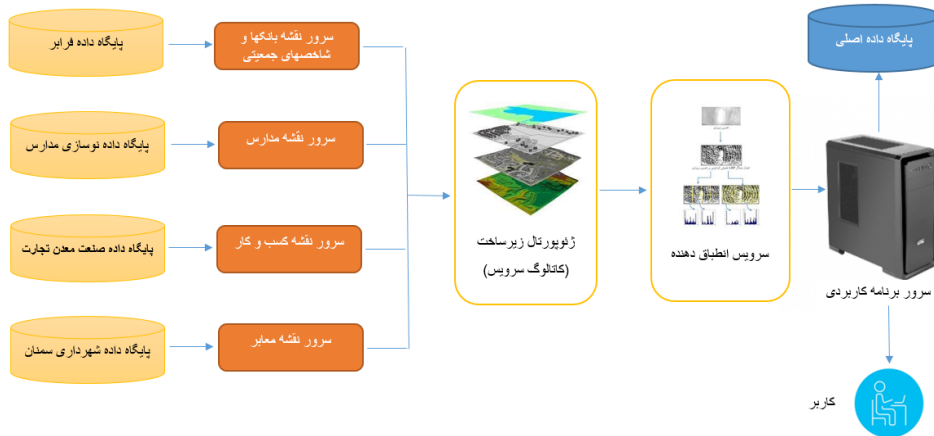 پایگاه داده فرابر
سرور نقشه بانکها و
شاخصهای جمعیتی
پایگاه داده اصلی
پایگاه داده نوسازی مدارس
سرور نقشه مدارس
پایگاه داده صنعت معدن تجارت
سرور نقشه کسب و کار
ژئوپورتال زیرساخت
(کاتالوگ سرویس)
سرویس انطباق دهنده
سرور برنامه کاربردی
پایگاه داده شهرداری سمنان
سرور نقشه معابر
کاربر